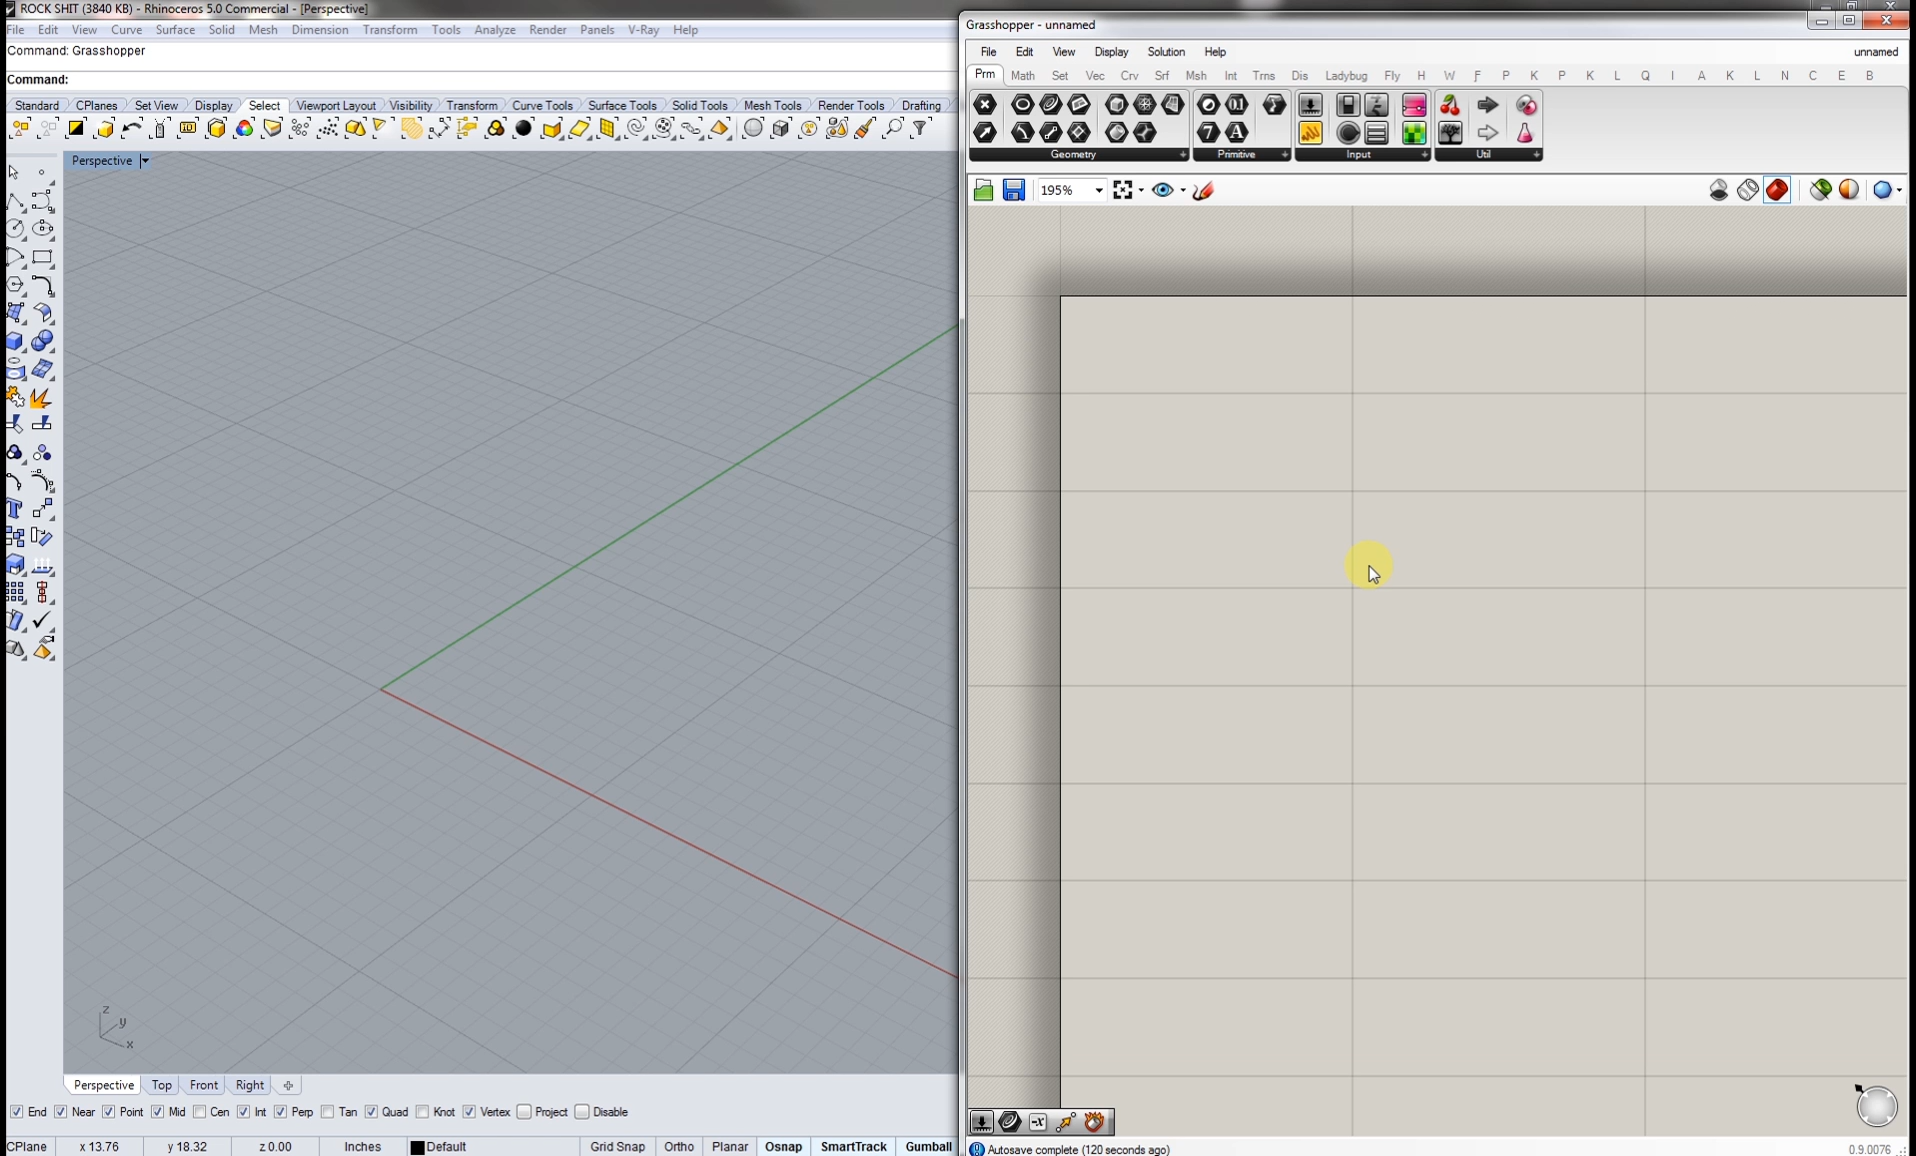 ROCK SHIT (3840 KB) - Rhinoceros 5.0 Commercial - [Perspective]
File Edit View Curve Surface Solid Mesh Dimension Transform Tools Analyze Render Panels V-Ray Help
Command: Grasshopper
Command:
Standard CPlanes Set View Display Select Viewport Layout Visibility Transform Curve Tools Surface Tools Solid Tools Mesh Tools Render Tools Drafting
Perspective
z
y
x
Perspective Top Front Right
End Near Point Mid Cen Int Perp Tan Quad Knot Vertex Project Disable
CPlane x 13.76 y 18.32 z 0.00 Inches Default Grid Snap Ortho Planar Osnap SmartTrack Gumball
Grasshopper - unnamed
File Edit View Display Solution Help unnamed
Prm Math Set Vec Crv Srf Msh Int Trns Dis Ladybug Fly H W F P K P K L Q I A K L N C E B
Geometry Primitive Input Util
195%
Autosave complete (120 seconds ago) 0.9.0076